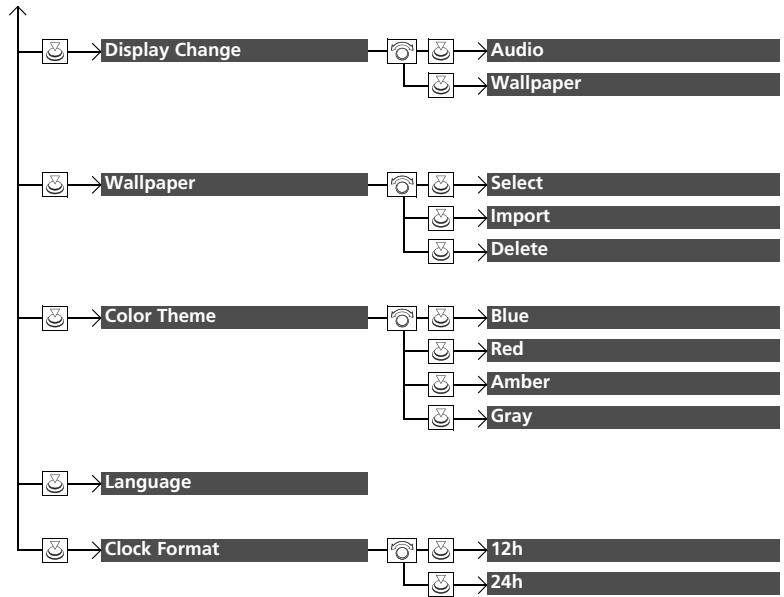 Display Change
Audio
Wallpaper
Wallpaper
Select
Import
Delete
Color Theme
Blue
Red
Amber
Gray
Language
Clock Format
12h
24h